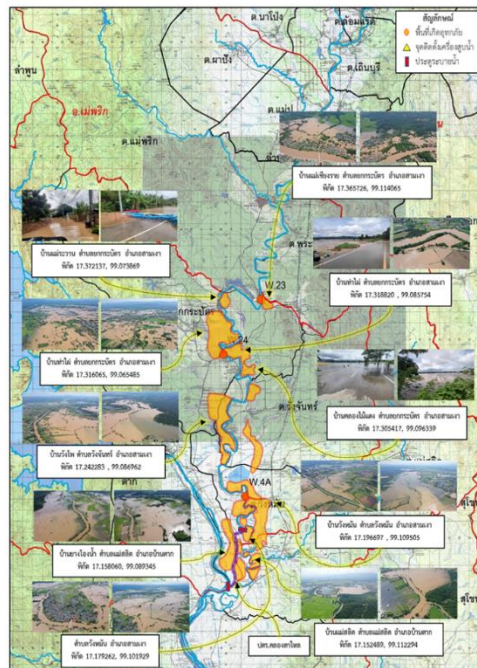 สัญลักษณ์
พื้นที่เกิดอุทกภัย
จุดติดตั้งเครื่องสูบน้ำ
ประตูระบายน้ำ
ต.นาโป่ง
ต.ล้อมแรด
ต.ผาปัง
ต.เถินบุรี
ลำพูน
อ.แม่พริก
ต.แม่ปะ
ต.แม่พริก
บ้านแม่เชียงราย ตำบลยกกระบัตร อำเภอสามเงา
พิกัด 17.365726, 99.114065
บ้านแม่ระวาน ตำบลยกกระบัตร อำเภอสามเงา
พิกัด 17.372137, 99.073869
ต.พระ
บ้านท่าไผ่ ตำบลยกกระบัตร อำเภอสามเงา
พิกัด 17.318820, 99.085754
W.23
กกระบัตร
24
บ้านท่าไผ่ ตำบลยกกระบัตร อำเภอสามเงา
พิกัด 17.316065, 99.065485
บ้านคลองไม้แดง ตำบลยกกระบัตร อำเภอสามเงา
พิกัด 17.305417, 99.096339
ต.วังจันทร์
บ้านวังโพ ตำบลวังจันทร์ อำเภอสามเงา
พิกัด 17.242283, 99.086962
ตาก
W.4A
บ้านวังหมัน ตำบลวังหมัน อำเภอสามเงา
พิกัด 17.196697, 99.109505
บ้านยางโองน้ำ ตำบลแม่สลิด อำเภอบ้านตาก
พิกัด 17.158060, 99.089345
สุโข
บ้านแม่สลิด ตำบลแม่สลิด อำเภอบ้านตาก
พิกัด 17.152489, 99.112294
ตำบลวังหมัน อำเภอสามเงา
พิกัด 17.179262, 99.101929
ปตร.คลองตาไหล